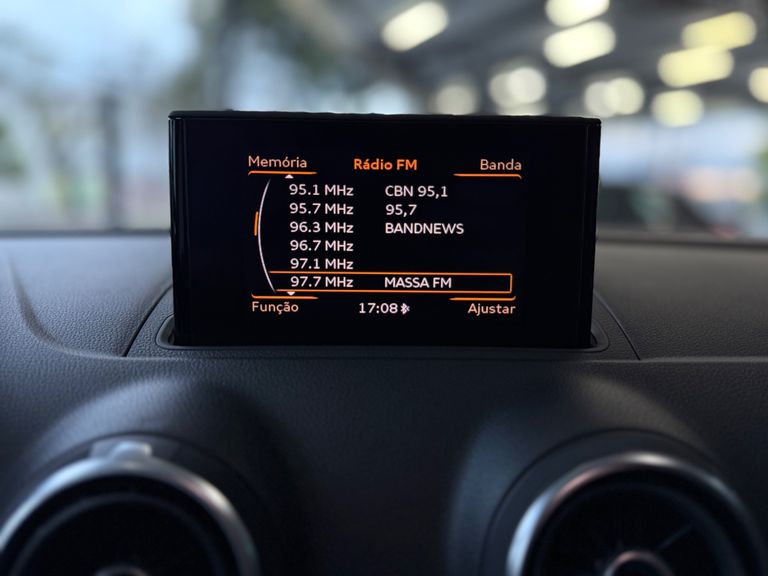 Memória Rádio FM Banda
95.1 MHz CBN 95,1
95.7 MHz 95,7
96.3 MHz BANDNEWS
96.7 MHz
97.1 MHz
97.7 MHz MASSA FM
Função 17:08 Ajustar